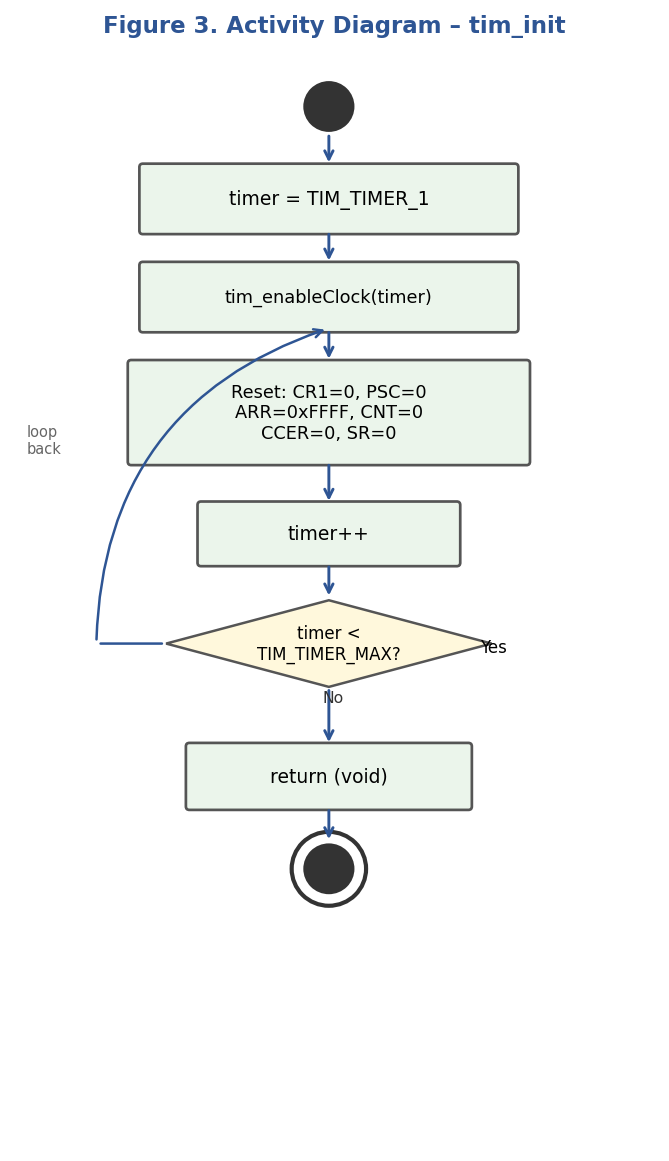 Figure 3. Activity Diagram – tim_init
timer = TIM_TIMER_1
tim_enableClock(timer)
Reset: CR1=0, PSC=0
ARR=0xFFFF, CNT=0
CCER=0, SR=0
loop
back
timer++
timer <
TIM_TIMER_MAX?
Yes
No
return (void)